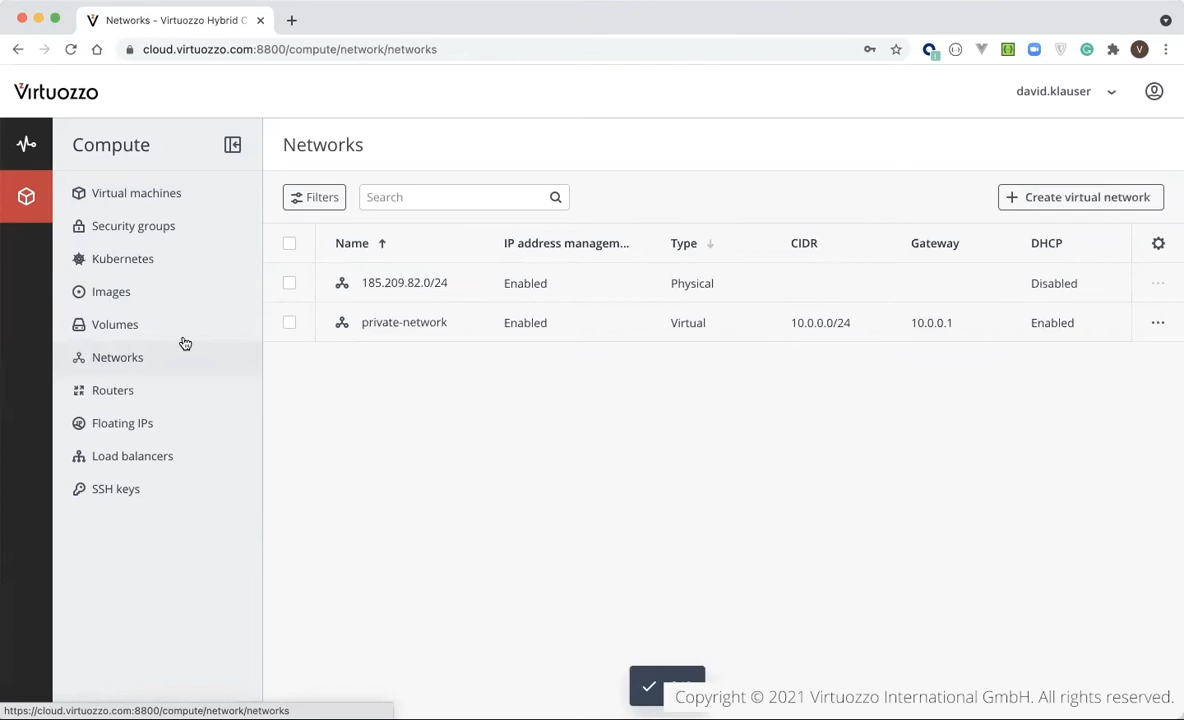 Networks - Virtuozzo Hybrid C
cloud.virtuozzo.com:8800/compute/network/networks
1
V
Virtuozzo
david.klauser
Compute
Networks
Virtual machines
Security groups
Kubernetes
Images
Volumes
Networks
Routers
Floating IPs
Load balancers
SSH keys
Filters
Search
Create virtual network
Name
IP address managem...
Type
CIDR
Gateway
DHCP
185.209.82.0/24
Enabled
Physical
Disabled
private-network
Enabled
Virtual
10.0.0.0/24
10.0.0.1
Enabled
https://cloud.virtuozzo.com:8800/compute/network/networks
Copyright © 2021 Virtuozzo International GmbH. All rights reserved.